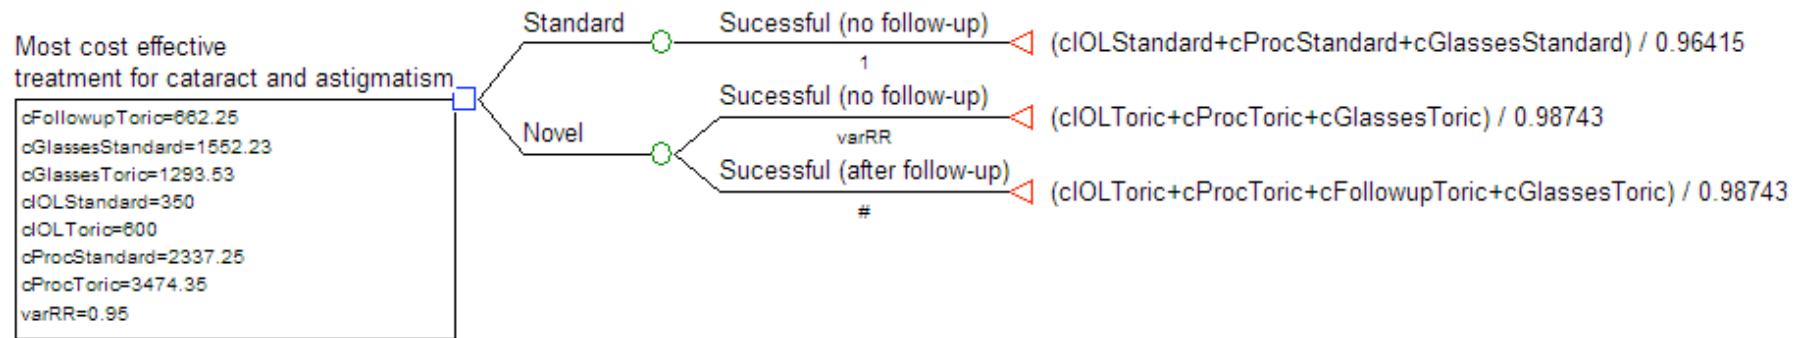 Most cost effective
treatment for cataract and astigmatism
cFollowupToric=662.25
cGlassesStandard=1552.23
cGlassesToric=1293.53
cIOLStandard=350
cIOLToric=600
cProcStandard=2337.25
cProcToric=3474.35
varRR=0.95
Standard
Sucessful (no follow-up)
1
(cIOLStandard+cProcStandard+cGlassesStandard) / 0.96415
Novel
Sucessful (no follow-up)
varRR
(cIOLToric+cProcToric+cGlassesToric) / 0.98743
Sucessful (after follow-up)
#
(cIOLToric+cProcToric+cFollowupToric+cGlassesToric) / 0.98743